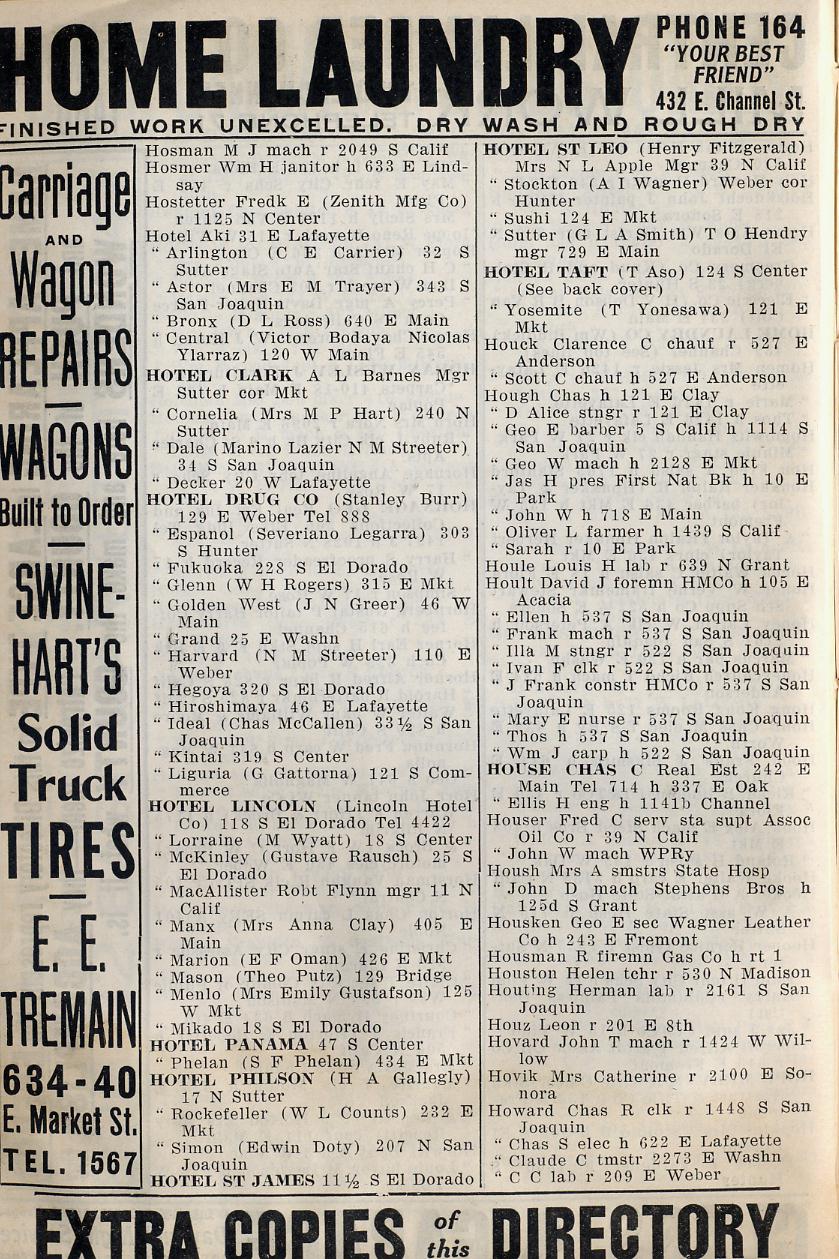 HOME LAUNDRY
PHONE 164
"YOUR BEST
FRIEND"
432 E. Channel St.
FINISHED WORK UNEXCELLED. DRY WASH AND ROUGH DRY
Carriage
AND
Wagon
REPAIRS
WAGONS
Built to Order
SWINE-
HART'S
Solid
Truck
TIRES
E. E.
TREMAIN
634-40
E. Market St.
TEL. 1567
Hosman M J mach r 2049 S Calif
Hosmer Wm H janitor h 633 E Lind-
say
Hostetter Fredk E (Zenith Mfg Co)
r 1125 N Center
Hotel Aki 31 E Lafayette
“ Arlington (C E Carrier) 32 S
Sutter
“ Astor (Mrs E M Trayer) 343 S
San Joaquin
“ Bronx (D L Ross) 640 E Main
“ Central (Victor Bodaya Nicolas
Ylarraz) 120 W Main
HOTEL CLARK A L Barnes Mgr
Sutter cor Mkt
“ Cornelia (Mrs M P Hart) 240 N
Sutter
“ Dale (Marino Lazier N M Streeter)
34 S San Joaquin
“ Decker 20 W Lafayette
HOTEL DRUG CO (Stanley Burr)
129 E Weber Tel 888
“ Espanol (Severiano Legarra) 303
S Hunter
“ Fukuoka 228 S El Dorado
“ Glenn (W H Rogers) 315 E Mkt
“ Golden West (J N Greer) 46 W
Main
“ Grand 25 E Washn
“ Harvard (N M Streeter) 110 E
Weber
“ Hegoya 320 S El Dorado
“ Hiroshimaya 46 E Lafayette
“ Ideal (Chas McCallen) 33½ S San
Joaquin
“ Kintai 319 S Center
“ Liguria (G Gattorna) 121 S Com-
merce
HOTEL LINCOLN (Lincoln Hotel
Co) 118 S El Dorado Tel 4422
“ Lorraine (M Wyatt) 18 S Center
“ McKinley (Gustave Rausch) 25 S
El Dorado
“ MacAllister Robt Flynn mgr 11 N
Calif
“ Manx (Mrs Anna Clay) 405 E
Main
“ Marion (E F Oman) 426 E Mkt
“ Mason (Theo Putz) 129 Bridge
“ Menlo (Mrs Emily Gustafson) 125
W Mkt
“ Mikado 18 S El Dorado
HOTEL PANAMA 47 S Center
“ Phelan (S F Phelan) 434 E Mkt
HOTEL PHILSON (H A Gallegly)
17 N Sutter
“ Rockefeller (W L Counts) 232 E
Mkt
“ Simon (Edwin Doty) 207 N San
Joaquin
HOTEL ST JAMES 11½ S El Dorado
HOTEL ST LEO (Henry Fitzgerald)
Mrs N L Apple Mgr 39 N Calif
“ Stockton (A I Wagner) Weber cor
Hunter
“ Sushi 124 E Mkt
“ Sutter (G L A Smith) T O Hendry
mgr 729 E Main
HOTEL TAFT (T Aso) 124 S Center
(See back cover)
“ Yosemite (T Yonesawa) 121 E
Mkt
Houck Clarence C chauf r 527 E
Anderson
“ Scott C chauf h 527 E Anderson
Hough Chas h 121 E Clay
“ D Alice stngr r 121 E Clay
“ Geo E barber 5 S Calif h 1114 S
San Joaquin
“ Geo W mach h 2128 E Mkt
“ Jas H pres First Nat Bk h 10 E
Park
“ John W h 718 E Main
“ Oliver L farmer h 1439 S Calif
“ Sarah r 10 E Park
Houle Louis H lab r 639 N Grant
Hoult David J foremn HMCo h 105 E
Acacia
“ Ellen h 537 S San Joaquin
“ Frank mach r 537 S San Joaquin
“ Illa M stngr r 522 S San Joaquin
“ Ivan F clk r 522 S San Joaquin
“ J Frank constr HMCo r 537 S San
Joaquin
“ Mary E nurse r 537 S San Joaquin
“ Thos h 537 S San Joaquin
“ Wm J carp h 522 S San Joaquin
HOUSE CHAS C Real Est 242 E
Main Tel 714 h 337 E Oak
“ Ellis H eng h 1141b Channel
Houser Fred C serv sta supt Assoc
Oil Co r 39 N Calif
“ John W mach WPRy
Housh Mrs A smstrs State Hosp
“ John D mach Stephens Bros h
125d S Grant
Housken Geo E sec Wagner Leather
Co h 243 E Fremont
Housman R firemn Gas Co h rt 1
Houston Helen tchr r 530 N Madison
Houting Herman lab r 2161 S San
Joaquin
Houz Leon r 201 E 8th
Hovard John T mach r 1424 W Wil-
low
Hovik Mrs Catherine r 2100 E So-
nora
Howard Chas R clk r 1448 S San
Joaquin
“ Chas S elec h 622 E Lafayette
“ Claude C tmstr 2273 E Washn
“ C C lab r 209 E Weber
EXTRA COPIES of this DIRECTORY